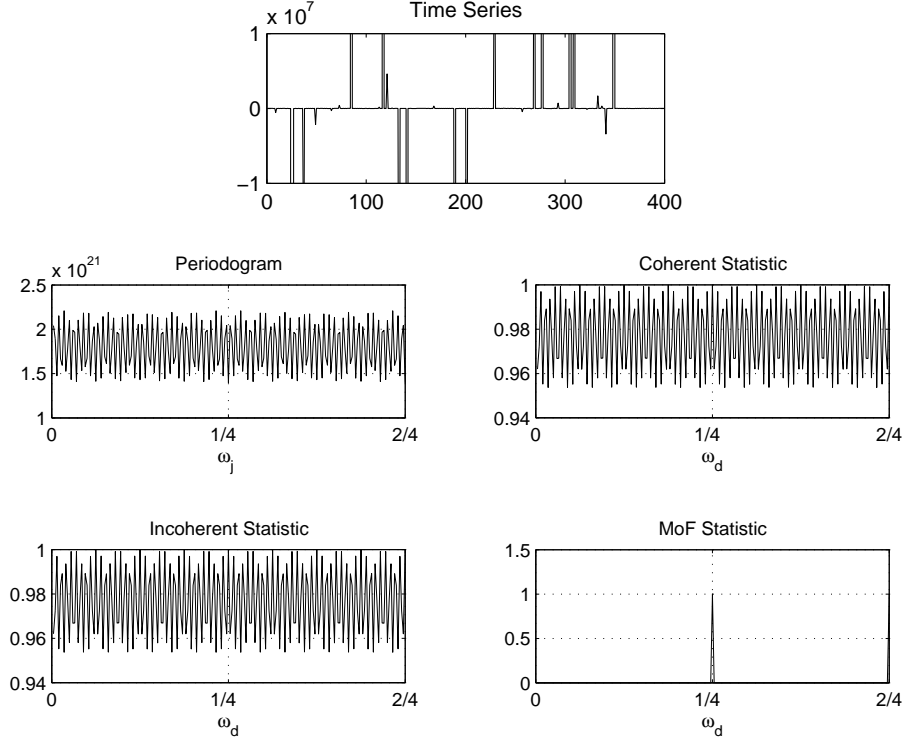 Time Series
x 10^7
1
0
−1
0 100 200 300 400
Periodogram
x 10^21
2.5
2
1.5
1
0 1/4 2/4
ω_j
Coherent Statistic
1
0.98
0.96
0.94
0 1/4 2/4
ω_d
Incoherent Statistic
1
0.98
0.96
0.94
0 1/4 2/4
ω_d
MoF Statistic
1.5
1
0.5
0
0 1/4 2/4
ω_d